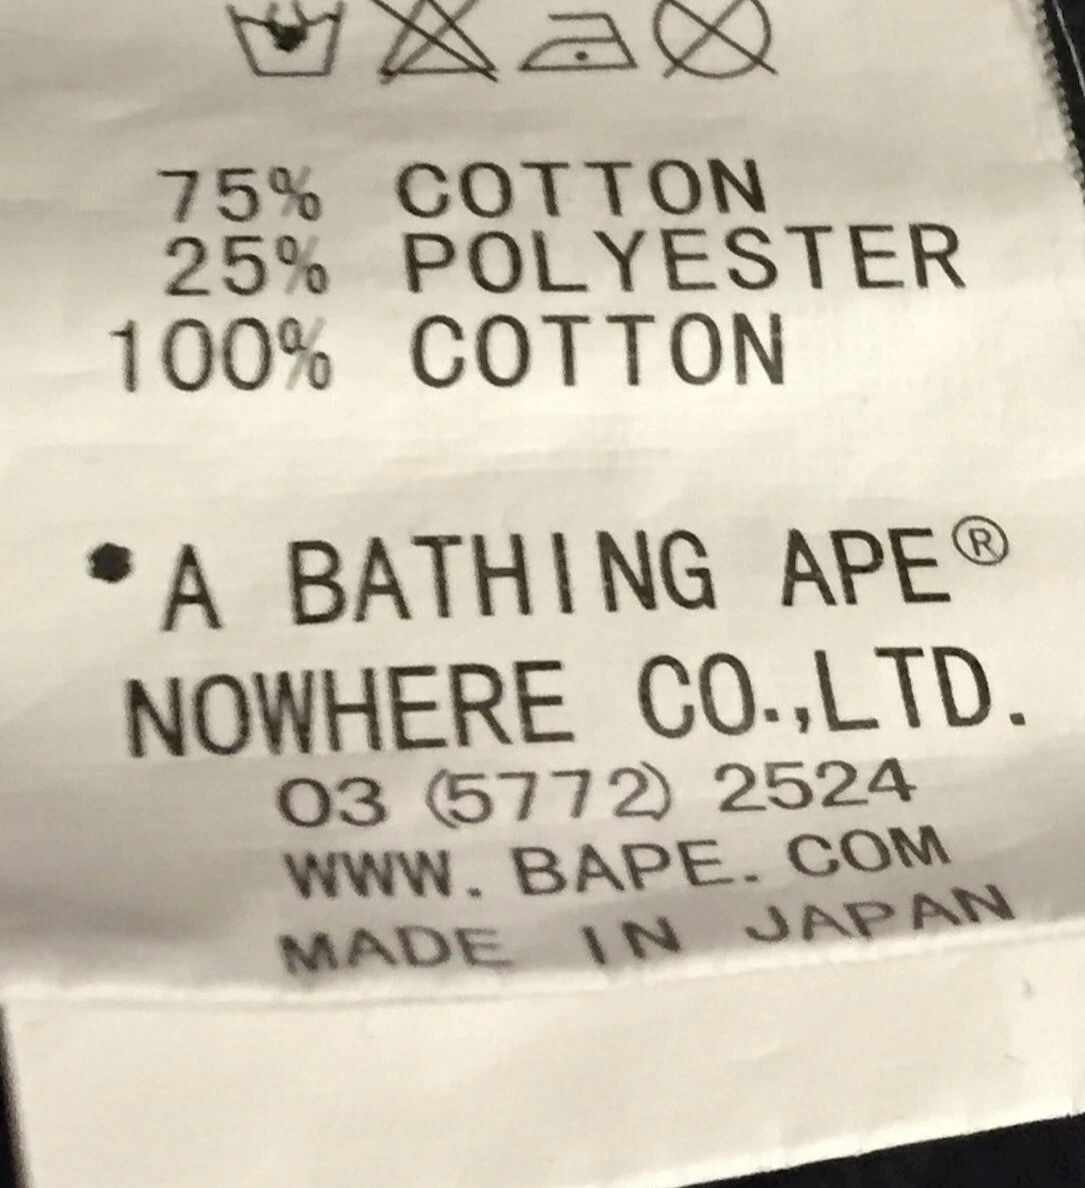 75% COTTON
25% POLYESTER
100% COTTON
A BATHING APE®
NOWHERE CO.,LTD.
03 (5772) 2524
WWW. BAPE. COM
MADE IN JAPAN